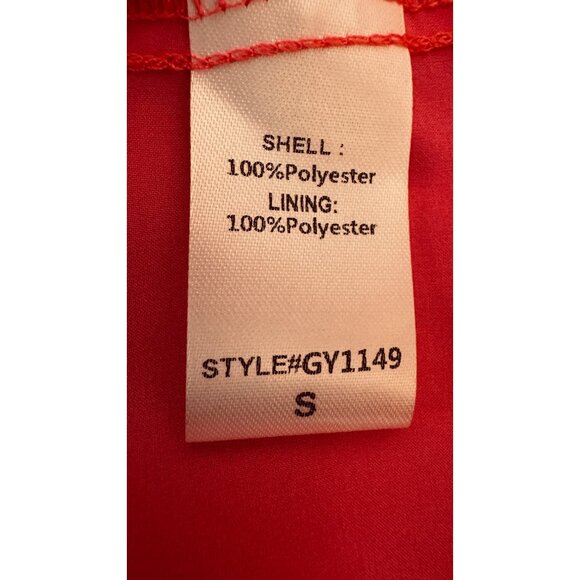 SHELL :
100%Polyester
LINING:
100%Polyester
STYLE#GY1149
S